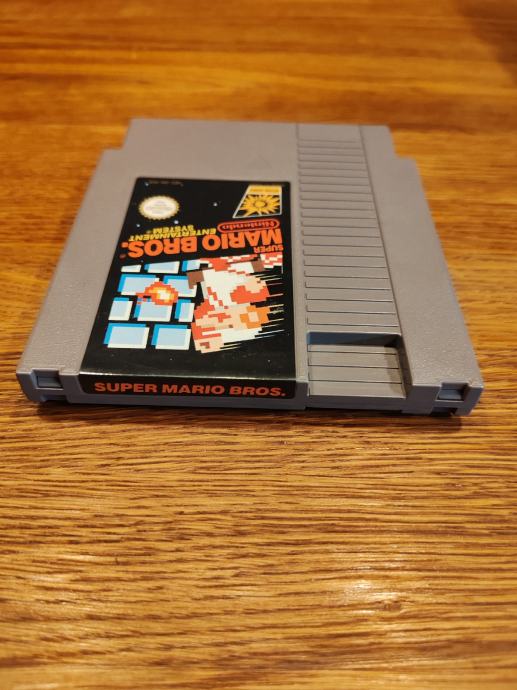 Nintendo
ENTERTAINMENT
SYSTEM
SUPER
MARIO BROS.
SUPER MARIO BROS.